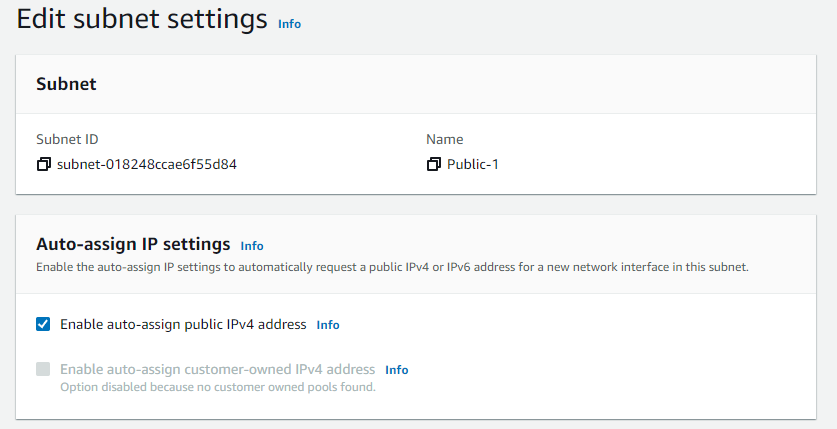 Edit subnet settings Info
Subnet
Subnet ID Name
subnet-018248ccae6f55d84 Public-1
Auto-assign IP settings Info
Enable the auto-assign IP settings to automatically request a public IPv4 or IPv6 address for a new network interface in this subnet.
Enable auto-assign public IPv4 address Info
Enable auto-assign customer-owned IPv4 address Info
Option disabled because no customer owned pools found.